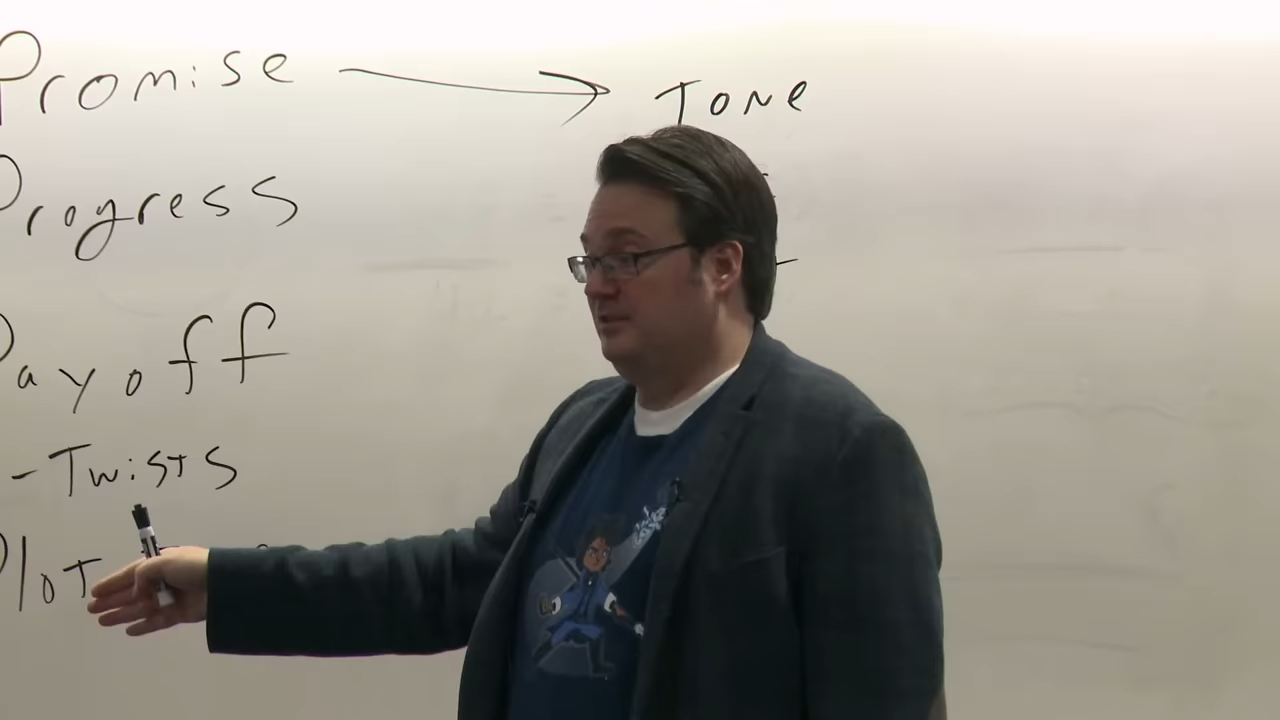 Promise → Tone
Progress
Payoff
- Twists
Plot